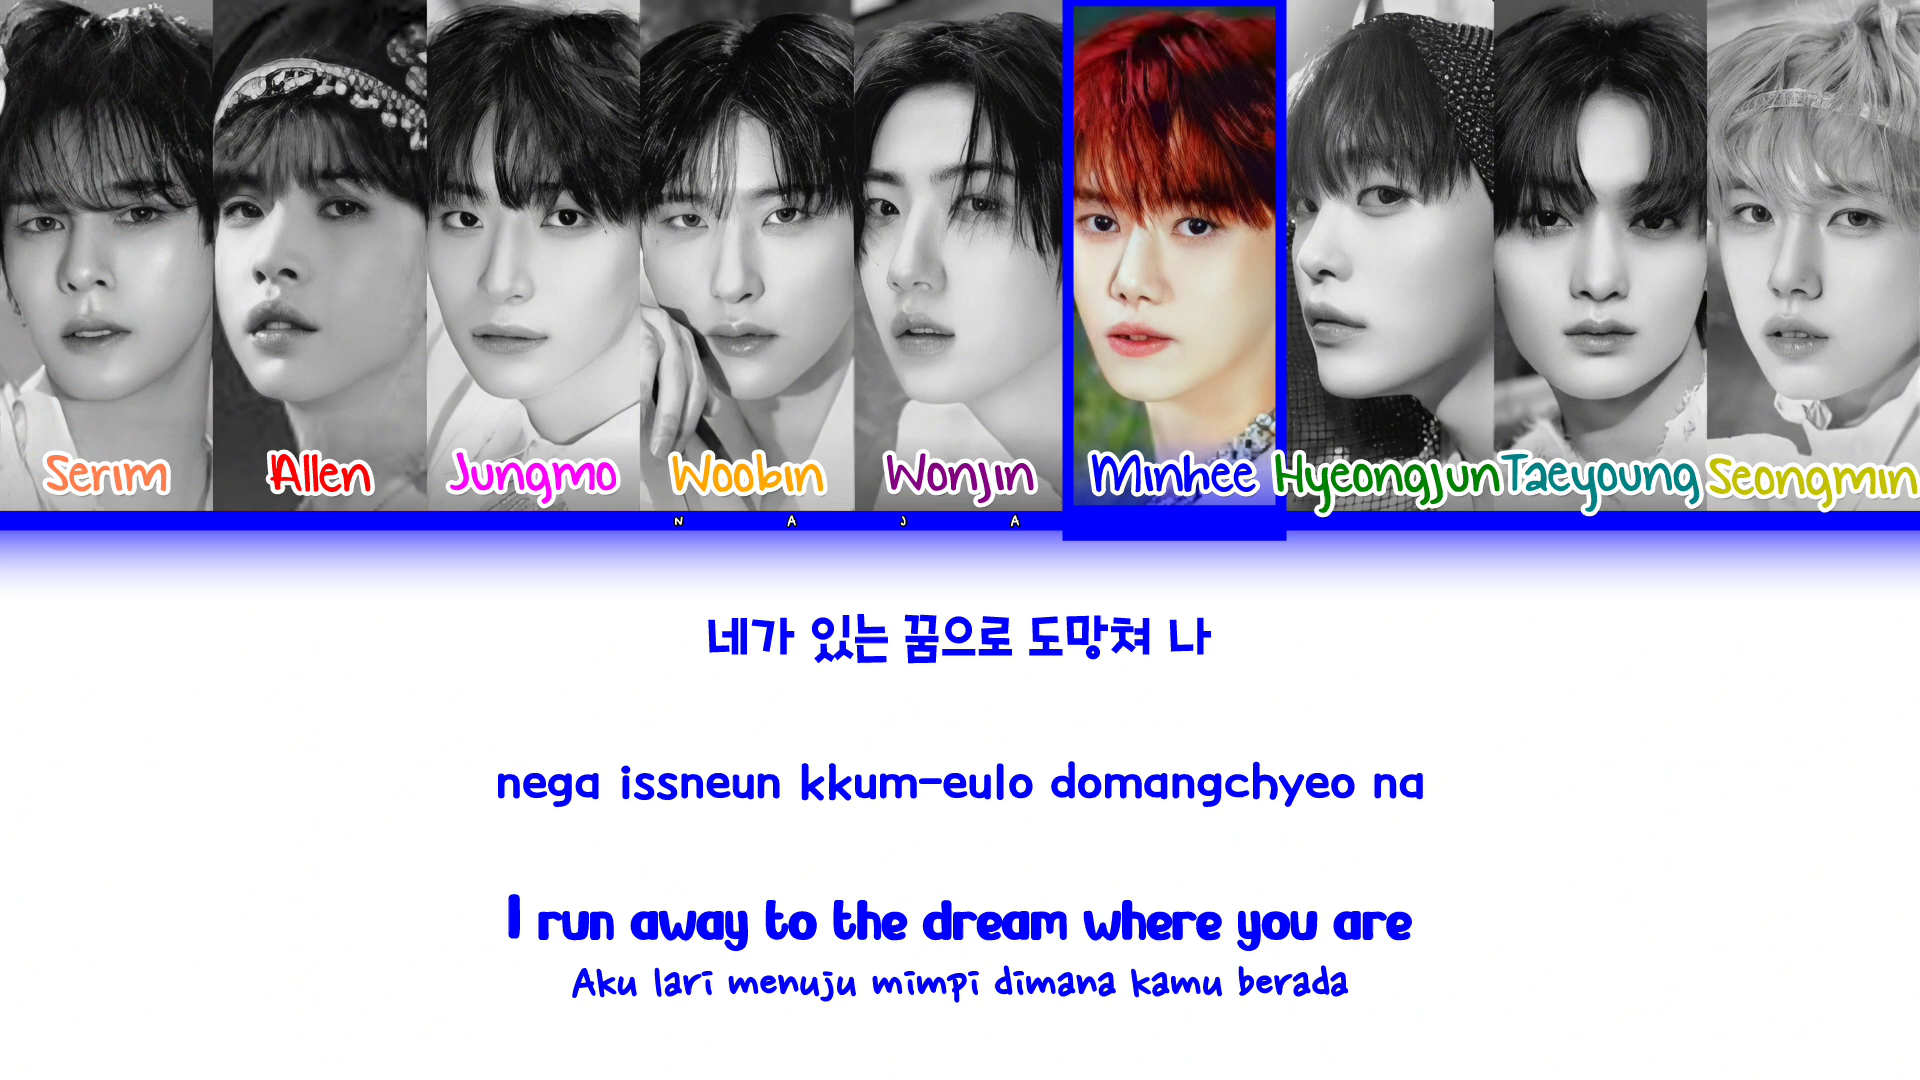 Serim Allen Jungmo Woobin Wonjin Minhee Hyeongjun Taeyoung Seongmin
N A J A
네가 있는 꿈으로 도망쳐 나
nega issneun kkum-eulo domangchyeo na
I run away to the dream where you are
Aku lari menuju mimpi dimana kamu berada